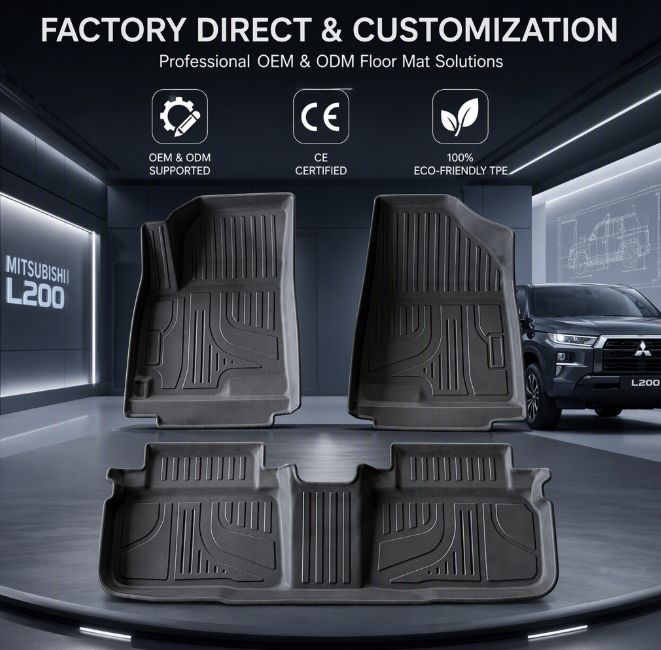 FACTORY DIRECT & CUSTOMIZATION
Professional OEM & ODM Floor Mat Solutions
OEM & ODM
SUPPORTED
CE
CE
CERTIFIED
100%
ECO-FRIENDLY TPE
MITSUBISHI
L200
L200